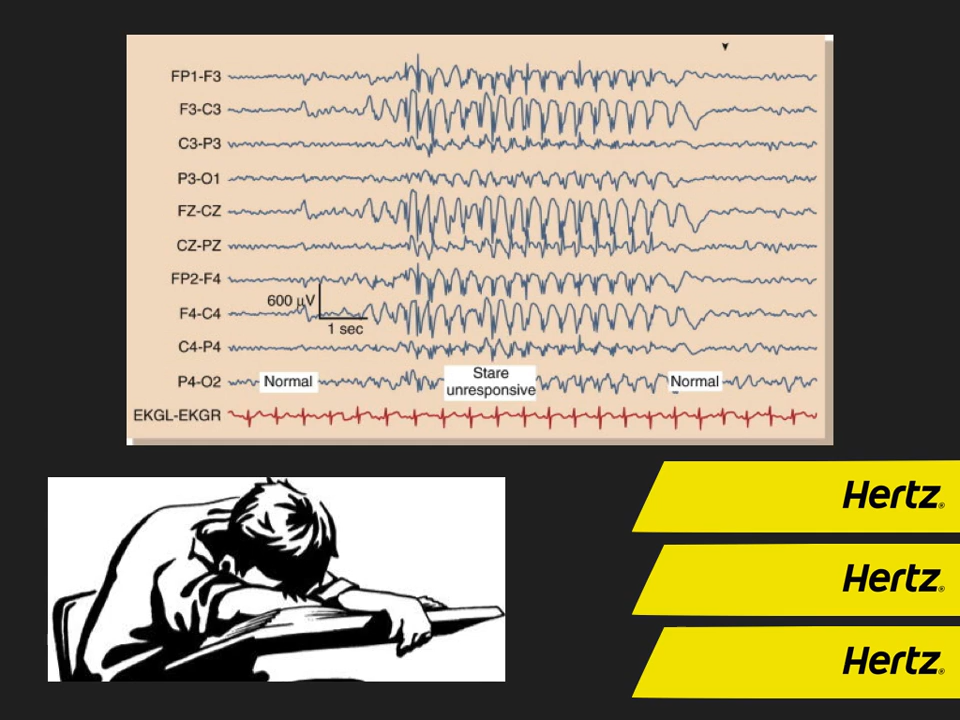 FP1-F3
F3-C3
C3-P3
P3-O1
FZ-CZ
CZ-PZ
FP2-F4
600 µV
F4-C4
1 sec
C4-P4
P4-O2
Normal
Stare
unresponsive
Normal
EKGL-EKGR
Hertz®
Hertz®
Hertz®